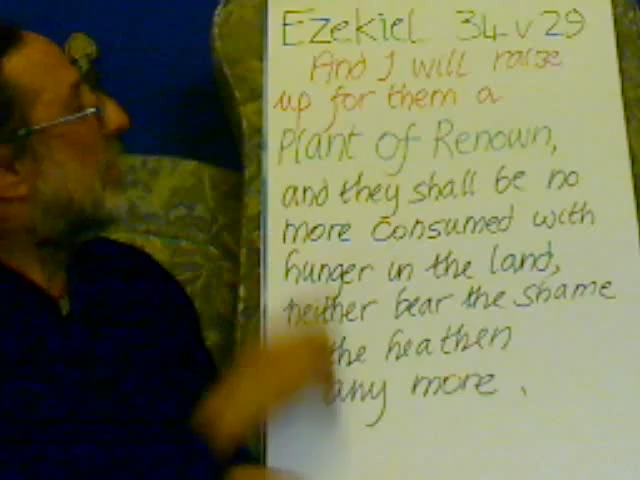 Ezekiel 34 v 29
And I will raise
up for them a
Plant of Renown,
and they shall be no
more consumed with
hunger in the land,
neither bear the shame
the heathen
any more.